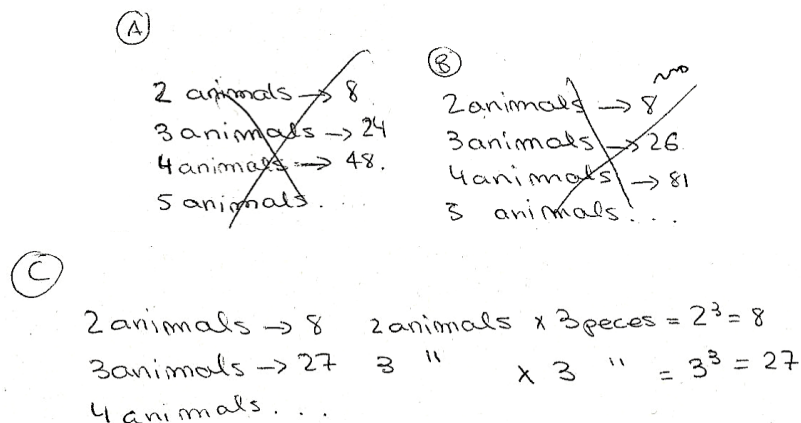 A
2 animals → 8
3 animals → 24
4 animals → 48.
5 animals. . . .
B
no
2 animals → 8
3 animals → 26
4 animals → 81
5 animals. . . .
C
2 animals → 8 2 animals x 3 peces = 2³ = 8
3 animals → 27 3 " x 3 " = 3³ = 27
4 animals. . . .